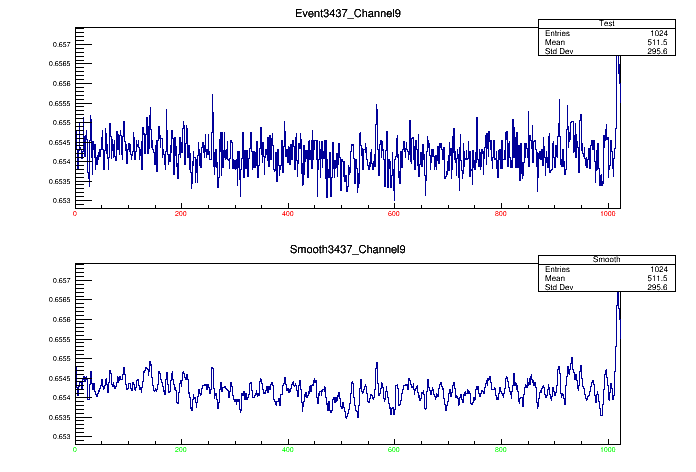 Event3437_Channel9
Test
Entries 1024
Mean 511.5
Std Dev 295.6
0.657
0.6565
0.656
0.6555
0.655
0.6545
0.654
0.6535
0.653
0 200 400 600 800 1000
Smooth3437_Channel9
Smooth
Entries 1024
Mean 511.5
Std Dev 295.6
0.657
0.6565
0.656
0.6555
0.655
0.6545
0.654
0.6535
0.653
0 200 400 600 800 1000